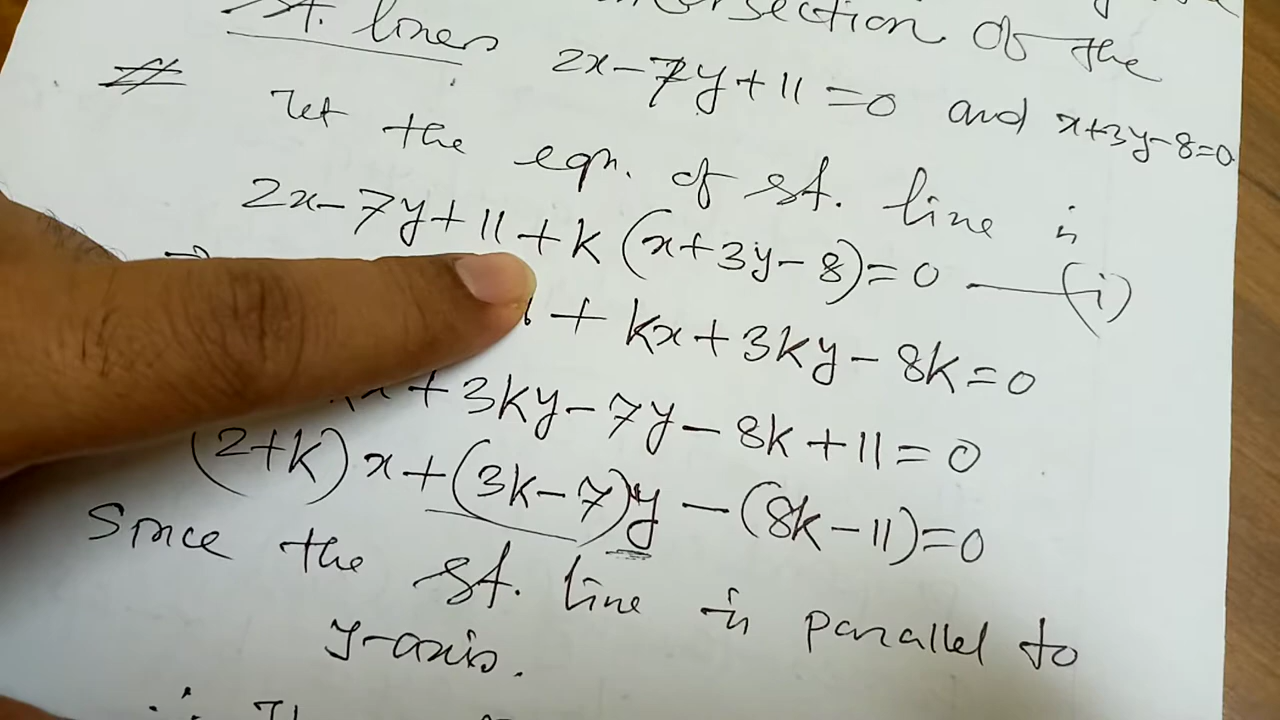 section of the
st. lines 2x-7y+11=0 and x+3y-8=0
let the eqn. of st. line is
2x-7y+11+k(x+3y-8)=0 —(i)
+kx+3ky-8k=0
+3ky-7y-8k+11=0
(2+k)x+(3k-7)y-(8k-11)=0
Since the st. line is parallel to
y-axis.